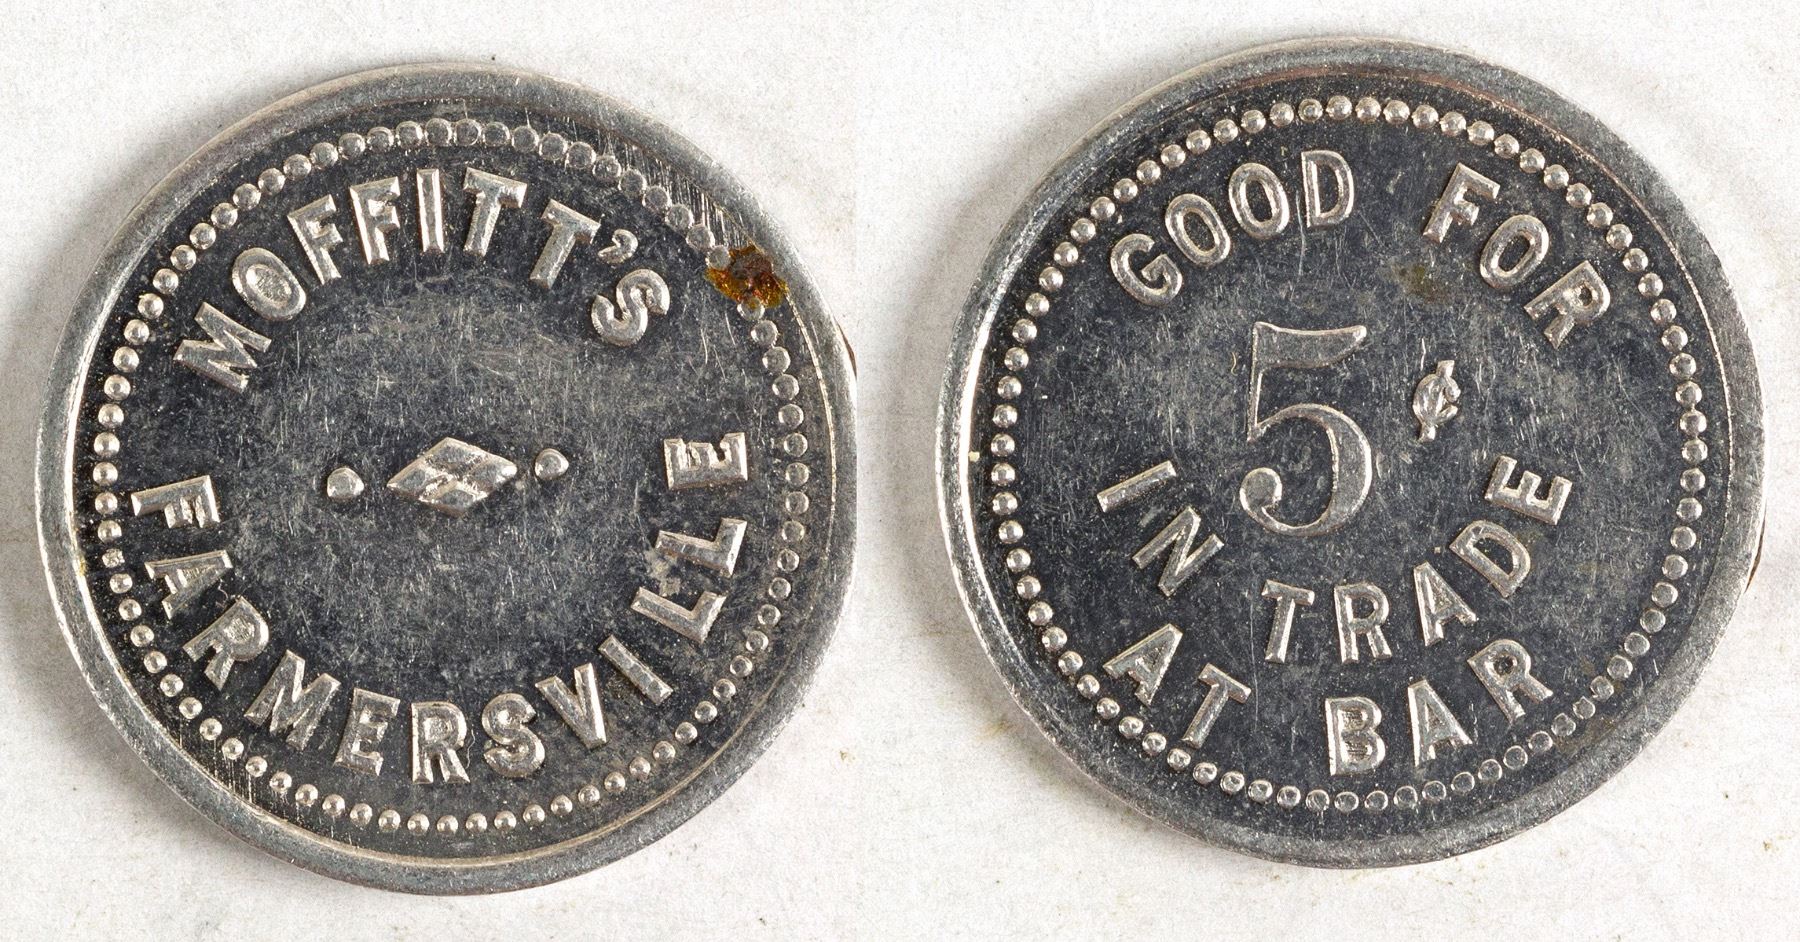 MOFFITT'S
FARMERSVILLE
GOOD FOR
5¢
IN TRADE
AT BAR